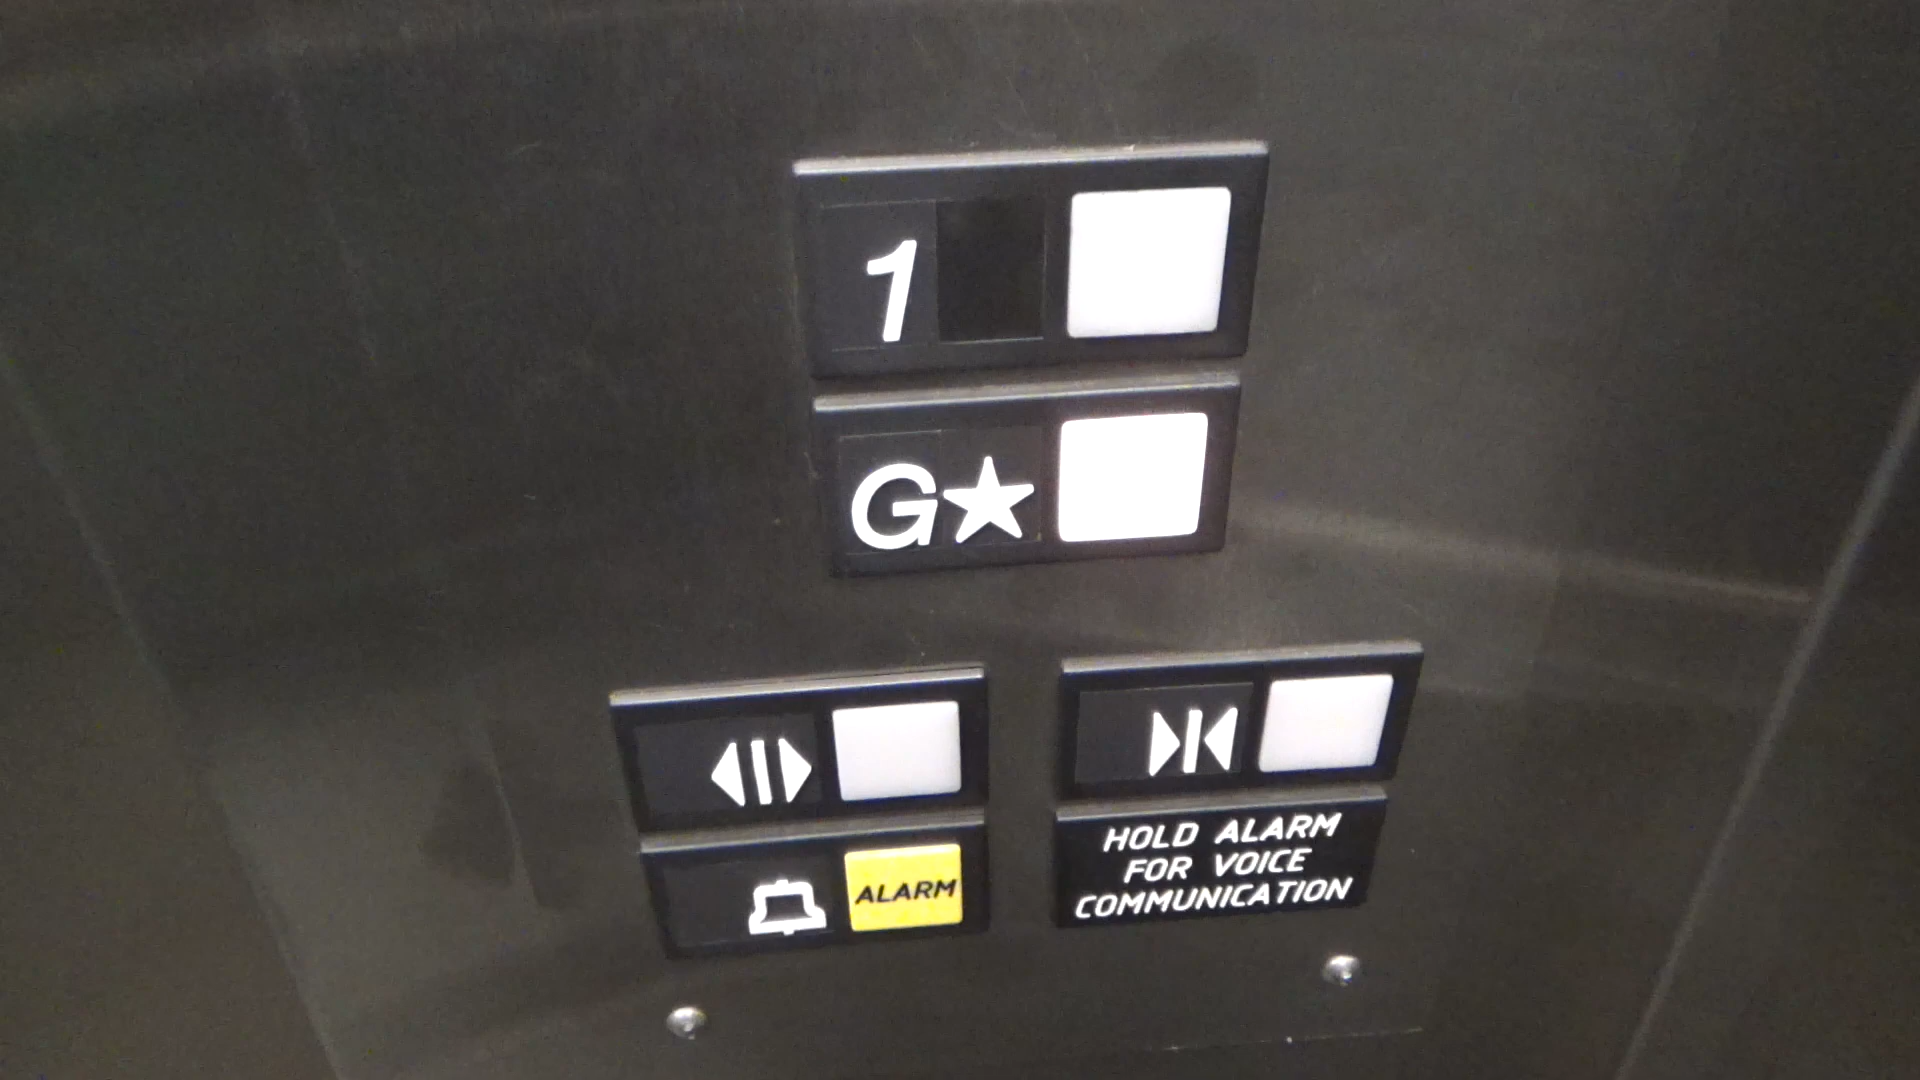 1
G★
ALARM
HOLD ALARM
FOR VOICE
COMMUNICATION